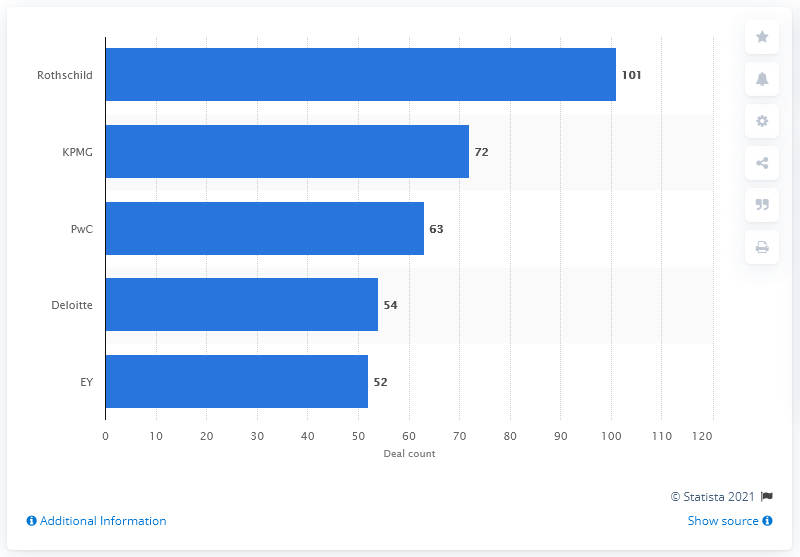 Rothschild 101
KPMG 72
PwC 63
Deloitte 54
EY 52
0 10 20 30 40 50 60 70 80 90 100 110 120
Deal count
© Statista 2021
Additional Information Show source